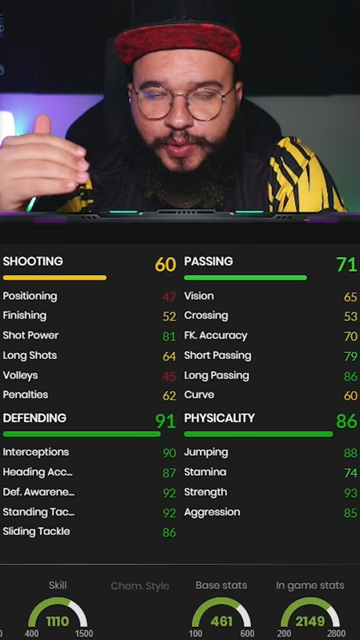 SHOOTING 60
Positioning 47
Finishing 52
Shot Power 81
Long Shots 64
Volleys 45
Penalties 62
PASSING 71
Vision 65
Crossing 53
FK. Accuracy 70
Short Passing 79
Long Passing 86
Curve 60
DEFENDING 91
Interceptions 90
Heading Acc... 87
Def. Awarene... 92
Standing Tac... 92
Sliding Tackle 86
PHYSICALITY 86
Jumping 88
Stamina 74
Strength 93
Aggression 85
Skill
1110
400 1500
Chem. Style
Base stats
461
100 600
In game stats
2149
200 2800